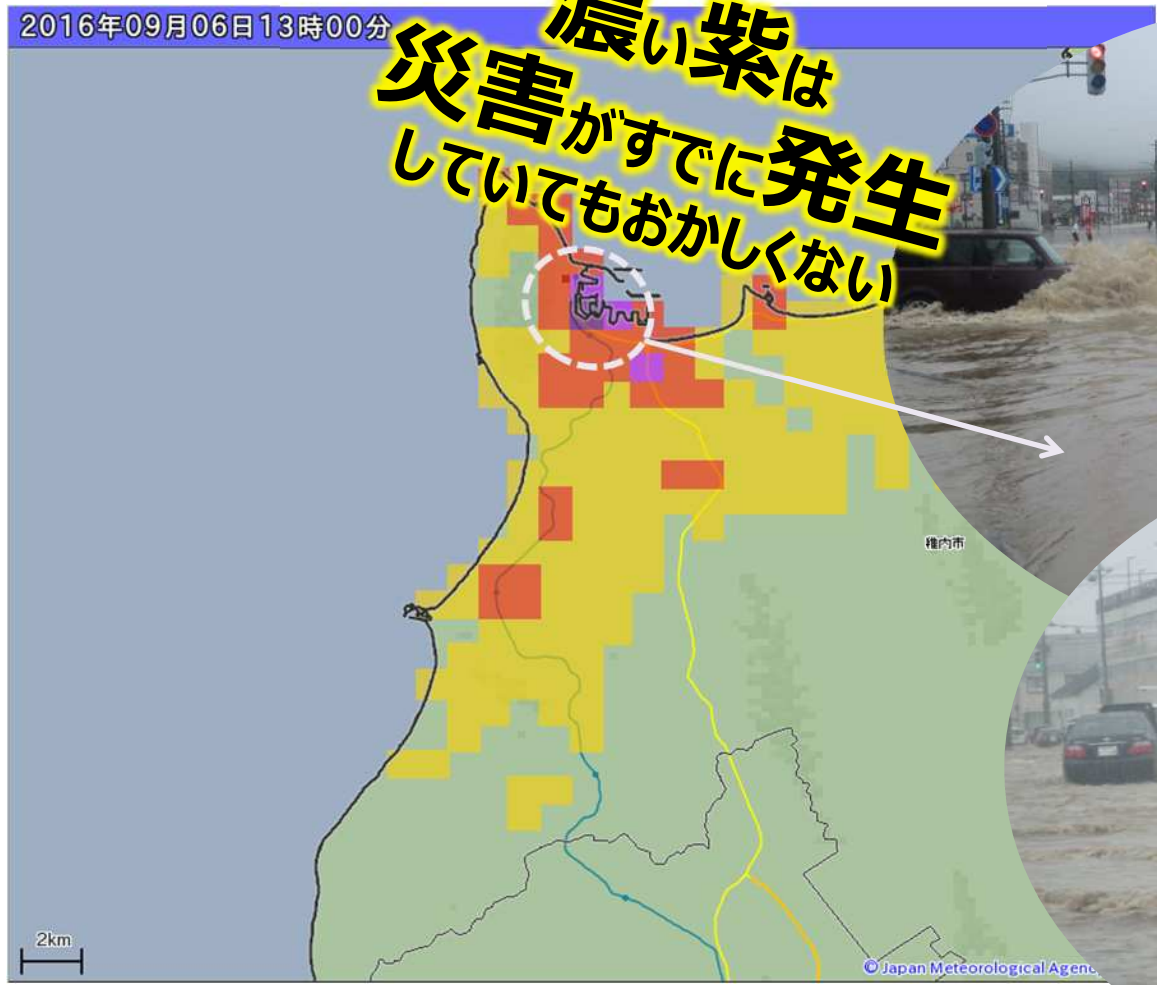 2016年09月06日13時00分
濃い紫は
災害がすでに発生
していてもおかしくない
稚内市
2km
© Japan Meteorological Agenc